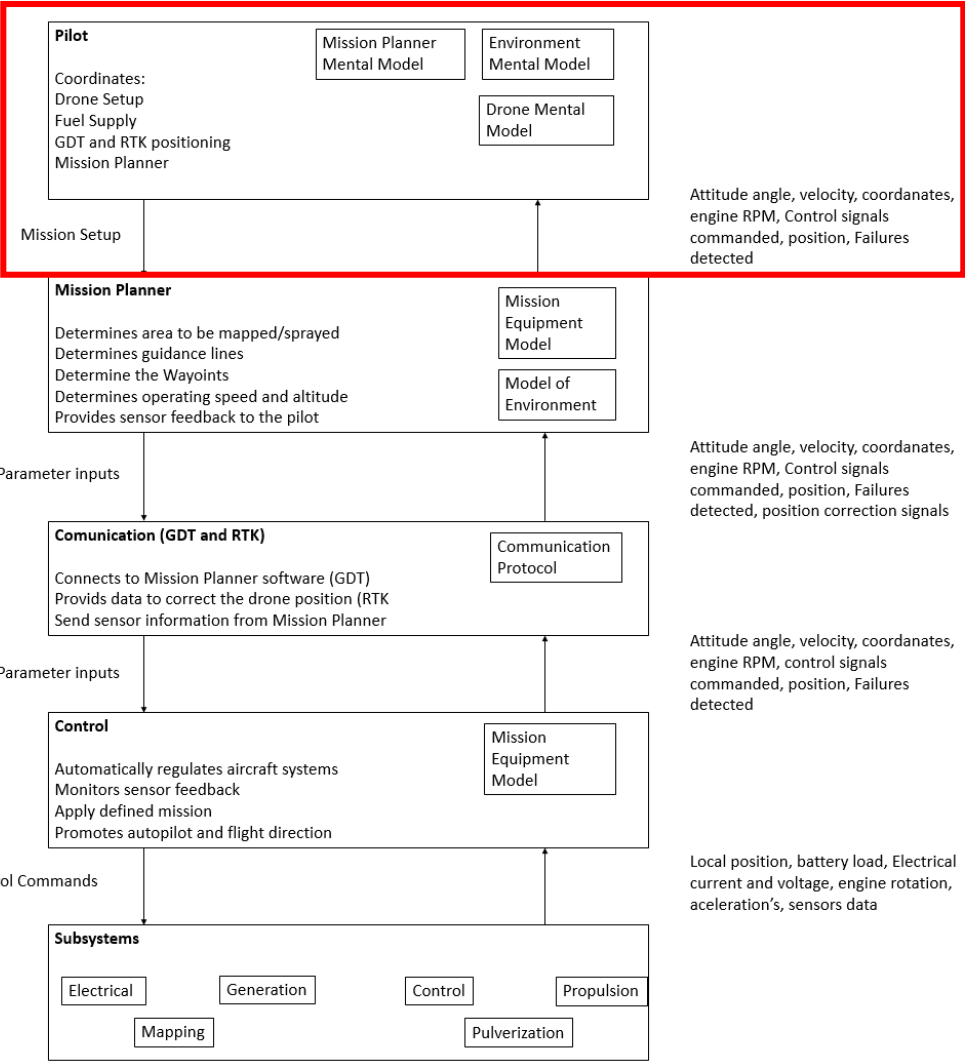 Pilot
Mission Planner
Mental Model
Environment
Mental Model
Coordinates:
Drone Setup
Fuel Supply
GDT and RTK positioning
Mission Planner
Drone Mental
Model
Mission Setup
Attitude angle, velocity, coordanates,
engine RPM, Control signals
commanded, position, Failures
detected
Mission Planner
Determines area to be mapped/sprayed
Determines guidance lines
Determine the Wayoints
Determines operating speed and altitude
Provides sensor feedback to the pilot
Mission
Equipment
Model
Model of
Environment
Parameter inputs
Attitude angle, velocity, coordanates,
engine RPM, Control signals
commanded, position, Failures
detected, position correction signals
Comunication (GDT and RTK)
Connects to Mission Planner software (GDT)
Provids data to correct the drone position (RTK
Send sensor information from Mission Planner
Communication
Protocol
Parameter inputs
Attitude angle, velocity, coordanates,
engine RPM, control signals
commanded, position, Failures
detected
Control
Automatically regulates aircraft systems
Monitors sensor feedback
Apply defined mission
Promotes autopilot and flight direction
Mission
Equipment
Model
ol Commands
Local position, battery load, Electrical
current and voltage, engine rotation,
aceleration’s, sensors data
Subsystems
Electrical
Generation
Control
Propulsion
Mapping
Pulverization